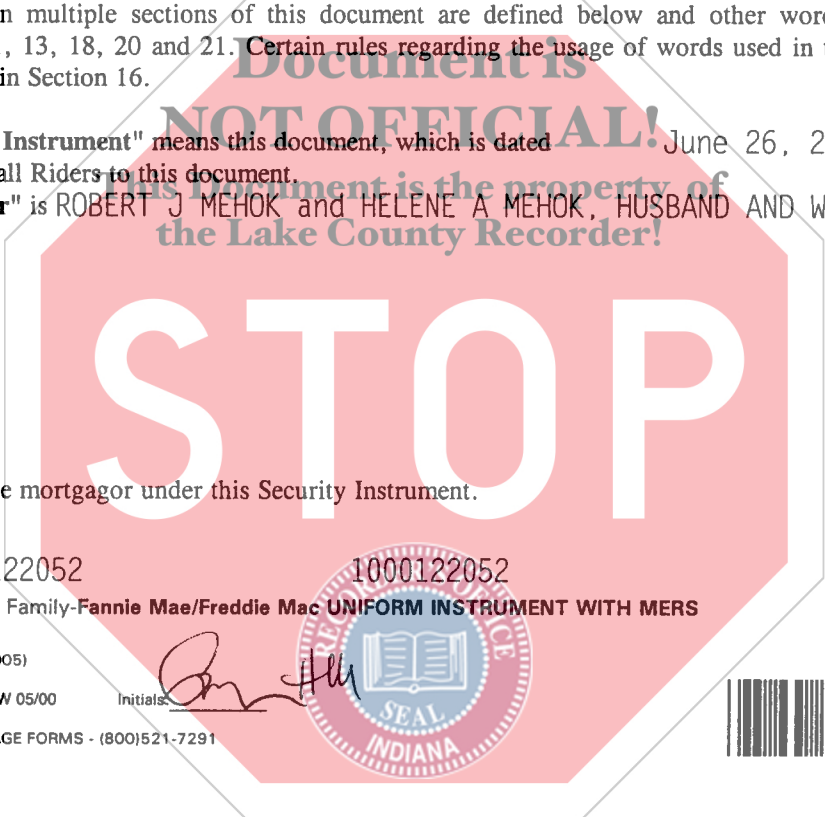 n multiple sections of this document are defined below and other wor
, 13, 18, 20 and 21. Certain rules regarding the usage of words used in
in Section 16.
Document is
NOT OFFICIAL!
Instrument" means this document, which is dated June 26, 2
all Riders to this document.
This Document is the property of
r" is ROBERT J MEHOK and HELENE A MEHOK, HUSBAND AND W
the Lake County Recorder!
STOP
e mortgagor under this Security Instrument.
22052 1000122052
Family-Fannie Mae/Freddie Mac UNIFORM INSTRUMENT WITH MERS
005)
W 05/00 Initials:
GE FORMS - (800)521-7291
RECORDER'S OFFICE
SEAL
INDIANA